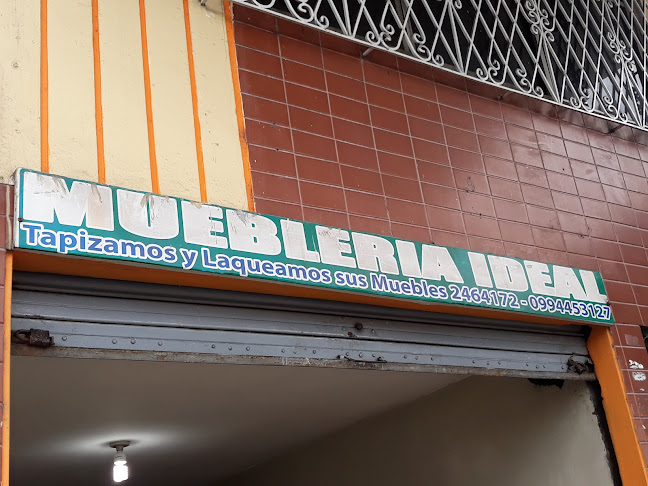 MUEBLERIA IDEAL
Tapizamos y Laqueamos sus Muebles 2464172 - 0994453127